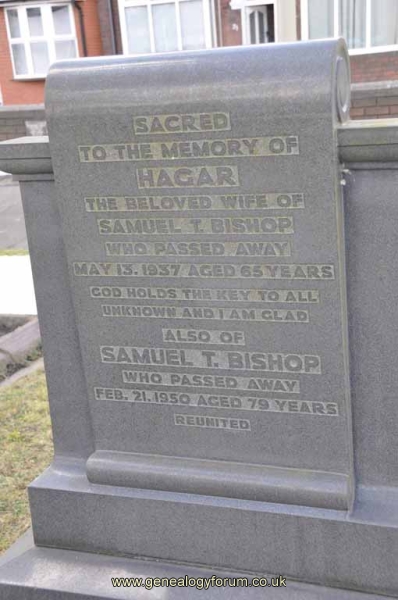 SACRED
TO THE MEMORY OF
HAGAR
THE BELOVED WIFE OF
SAMUEL T. BISHOP
WHO PASSED AWAY
MAY 13. 1937 AGED 65 YEARS
GOD HOLDS THE KEY TO ALL
UNKNOWN AND I AM GLAD
ALSO OF
SAMUEL T. BISHOP
WHO PASSED AWAY
FEB. 21. 1950 AGED 79 YEARS
REUNITED
www.genealogyforum.co.uk